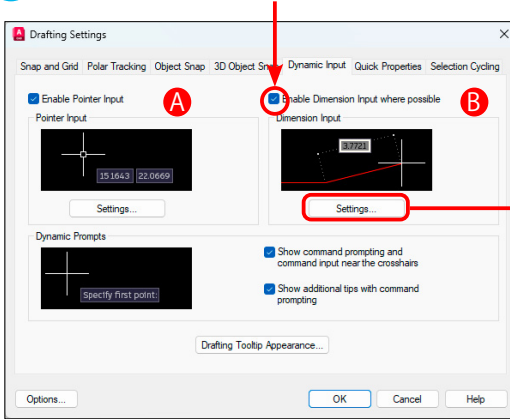 Drafting Settings
Snap and Grid Polar Tracking Object Snap 3D Object Snap Dynamic Input Quick Properties Selection Cycling
Enable Pointer Input A
Enable Dimension Input where possible B
Pointer Input
Dimension Input
15.1643 22.0669
3.7721
Settings...
Settings...
Dynamic Prompts
Specify first point:
Show command prompting and
command input near the crosshairs
Show additional tips with command
prompting
Drafting Tooltip Appearance...
Options... OK Cancel Help